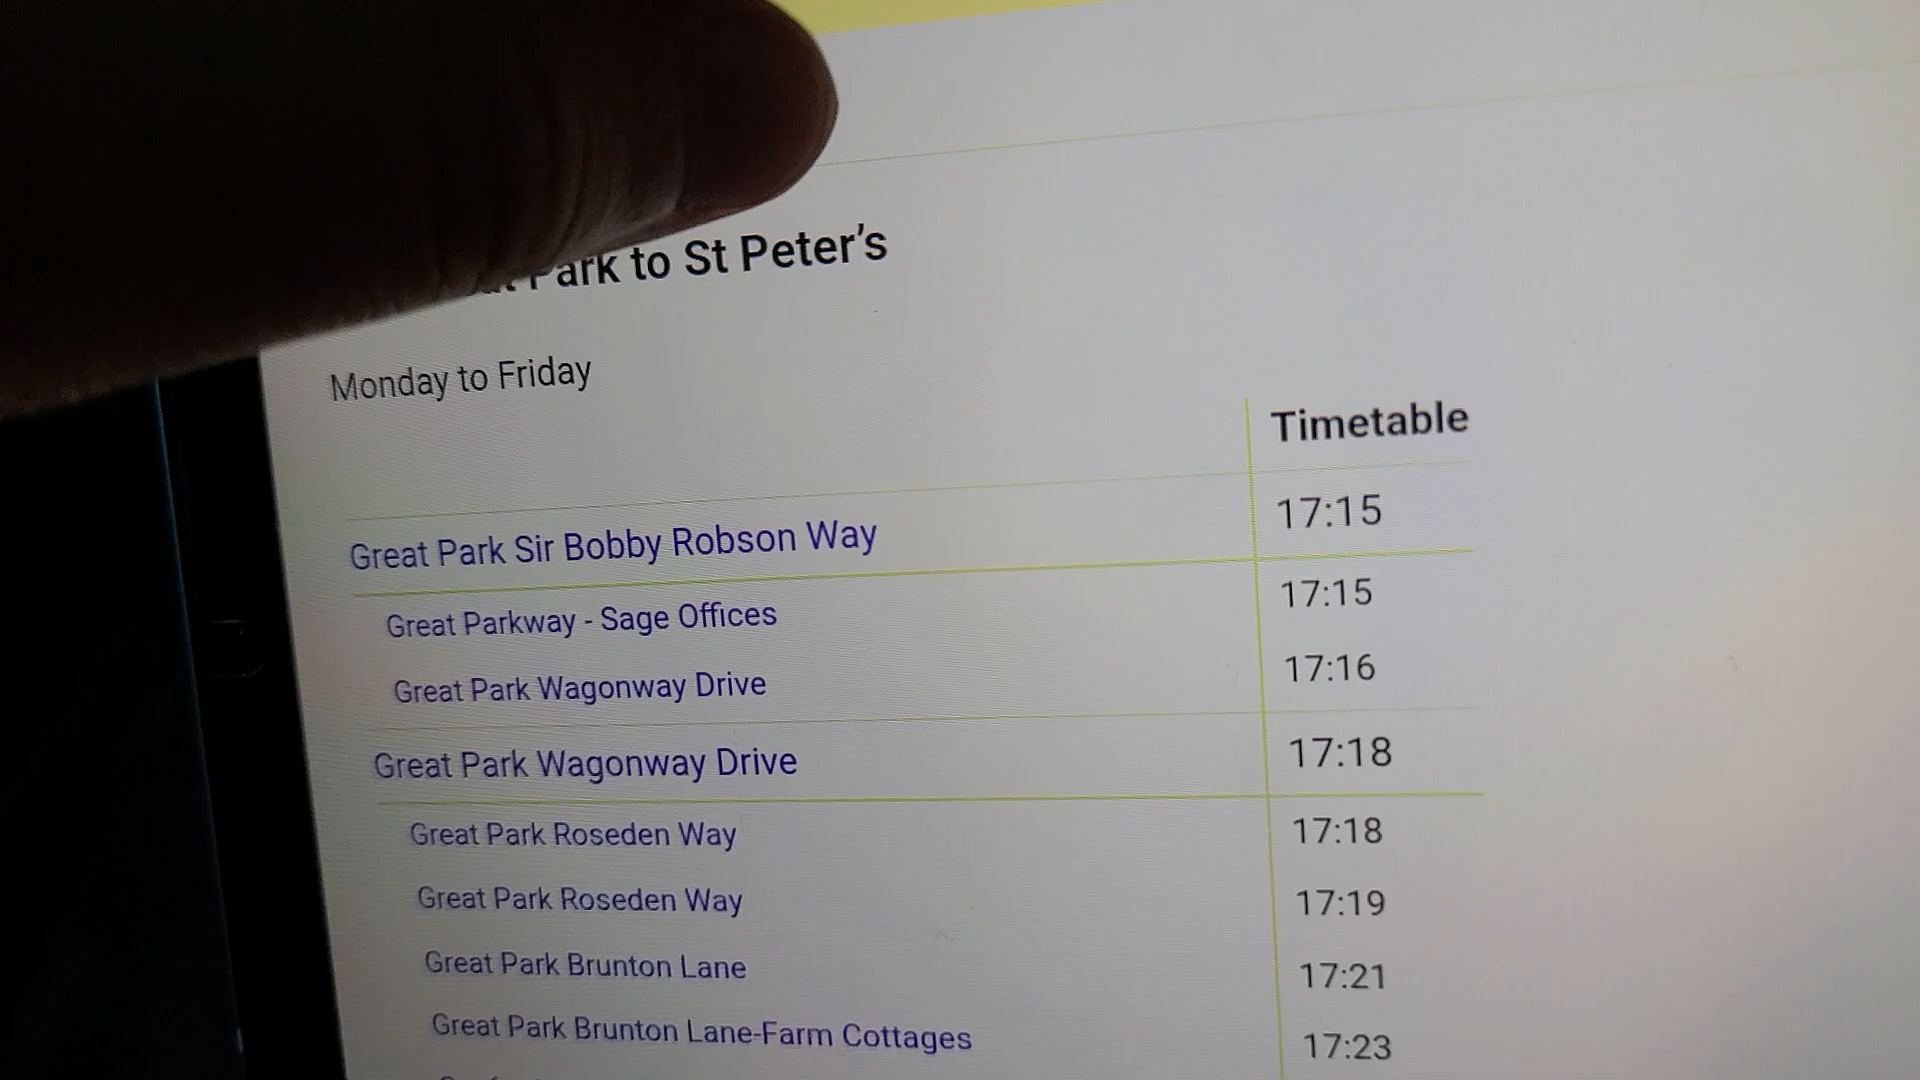 Park to St Peter’s
Monday to Friday
Timetable
Great Park Sir Bobby Robson Way 17:15
Great Parkway - Sage Offices 17:15
Great Park Wagonway Drive 17:16
Great Park Wagonway Drive 17:18
Great Park Roseden Way 17:18
Great Park Roseden Way 17:19
Great Park Brunton Lane 17:21
Great Park Brunton Lane-Farm Cottages 17:23